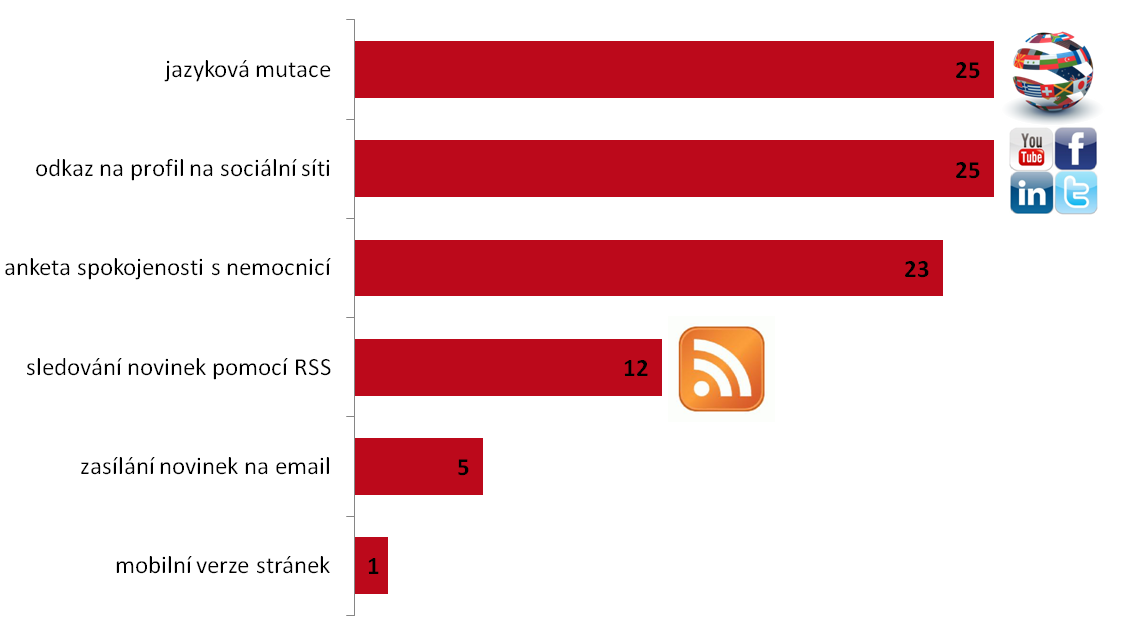 jazyková mutace
25
odkaz na profil na sociální síti
25
You
Tube
f
in
t
anketa spokojenosti s nemocnicí
23
sledování novinek pomocí RSS
12
zasílání novinek na email
5
mobilní verze stránek
1